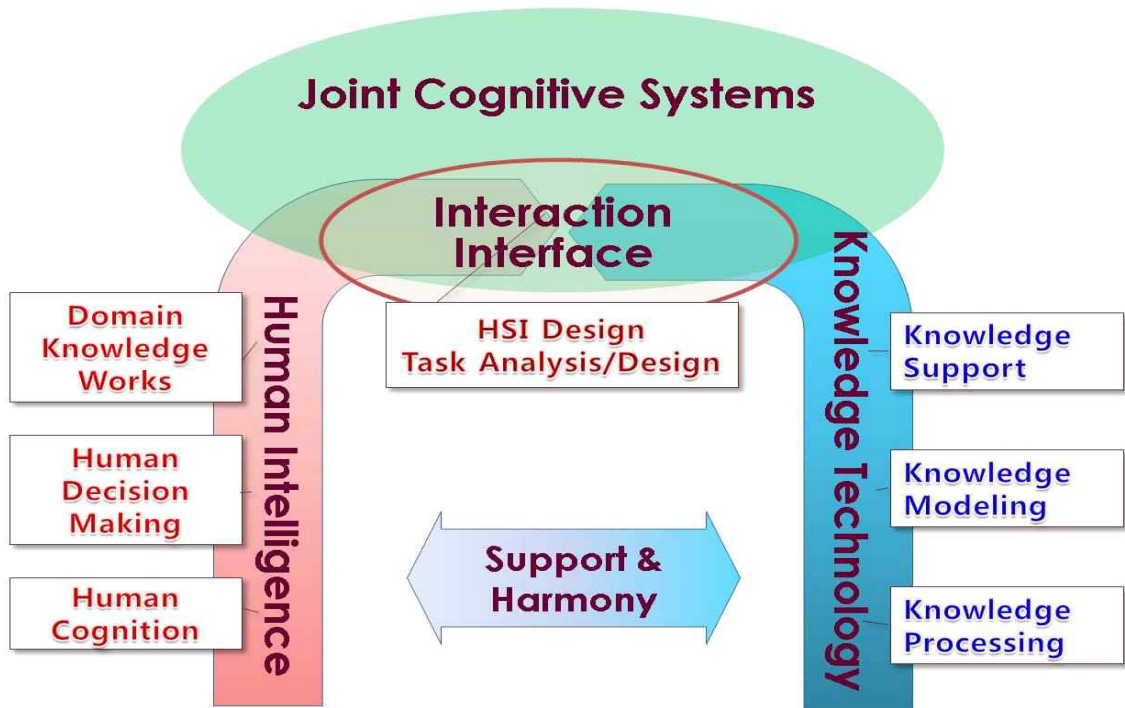 Joint Cognitive Systems
Interaction
Interface
HSI Design
Task Analysis/Design
Human Intelligence
Domain
Knowledge
Works
Human
Decision
Making
Human
Cognition
Support &
Harmony
Knowledge Technology
Knowledge
Support
Knowledge
Modeling
Knowledge
Processing